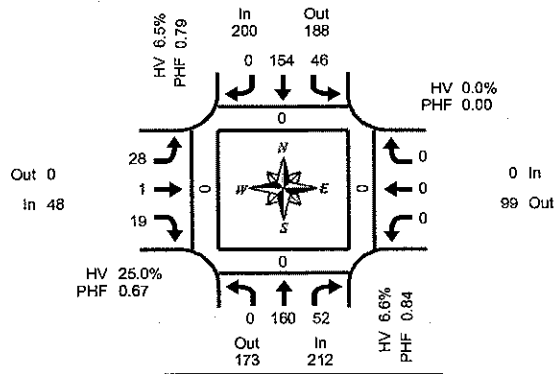 In Out
200 188
HV 6.5%
PHF 0.79
0 154 46
HV 0.0%
PHF 0.00
0
28
0
Out 0
1
0
N
W E
S
0
0
0 In
In 48
19
0
99 Out
HV 25.0%
PHF 0.67
0
HV 6.6%
PHF 0.84
0 160 52
Out In
173 212